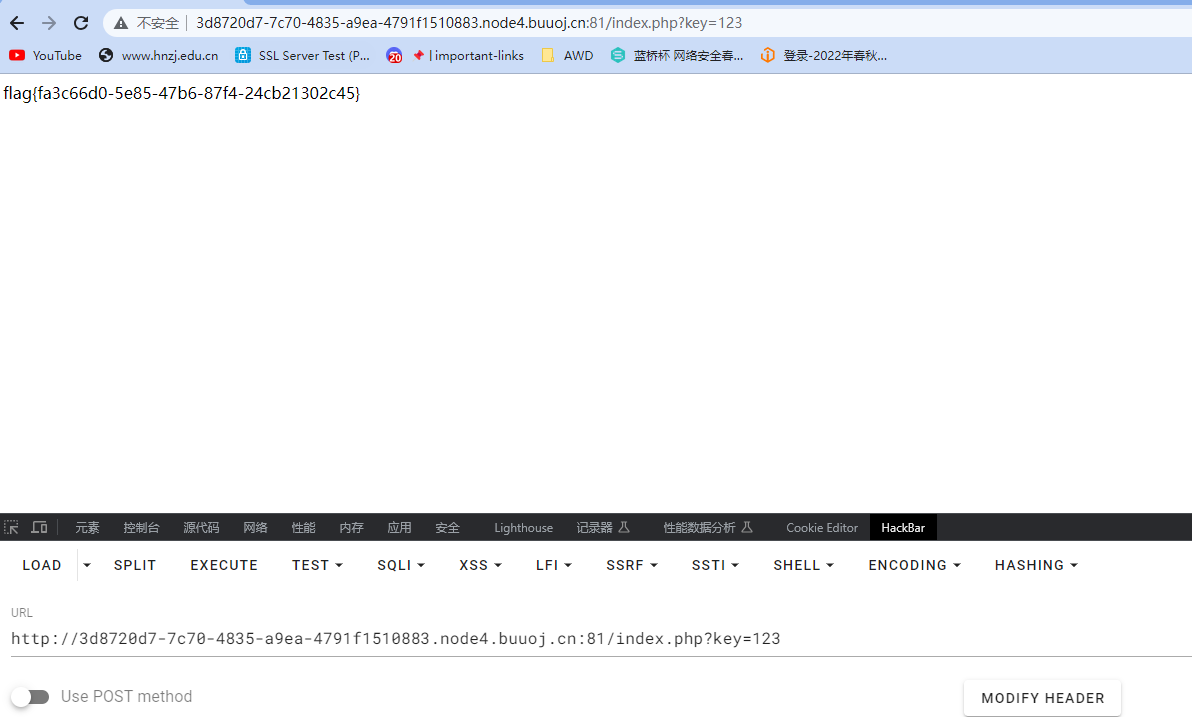 不安全 3d8720d7-7c70-4835-a9ea-4791f1510883.node4.buuoj.cn:81/index.php?key=123
YouTube www.hnzj.edu.cn SSL Server Test (P... 20 | important-links AWD 蓝桥杯 网络安全春... 登录-2022年春秋...
flag{fa3c66d0-5e85-47b6-87f4-24cb21302c45}
元素 控制台 源代码 网络 性能 内存 应用 安全 Lighthouse 记录器 性能数据分析 Cookie Editor HackBar
LOAD SPLIT EXECUTE TEST SQLI XSS LFI SSRF SSTI SHELL ENCODING HASHING
URL
http://3d8720d7-7c70-4835-a9ea-4791f1510883.node4.buuoj.cn:81/index.php?key=123
Use POST method MODIFY HEADER